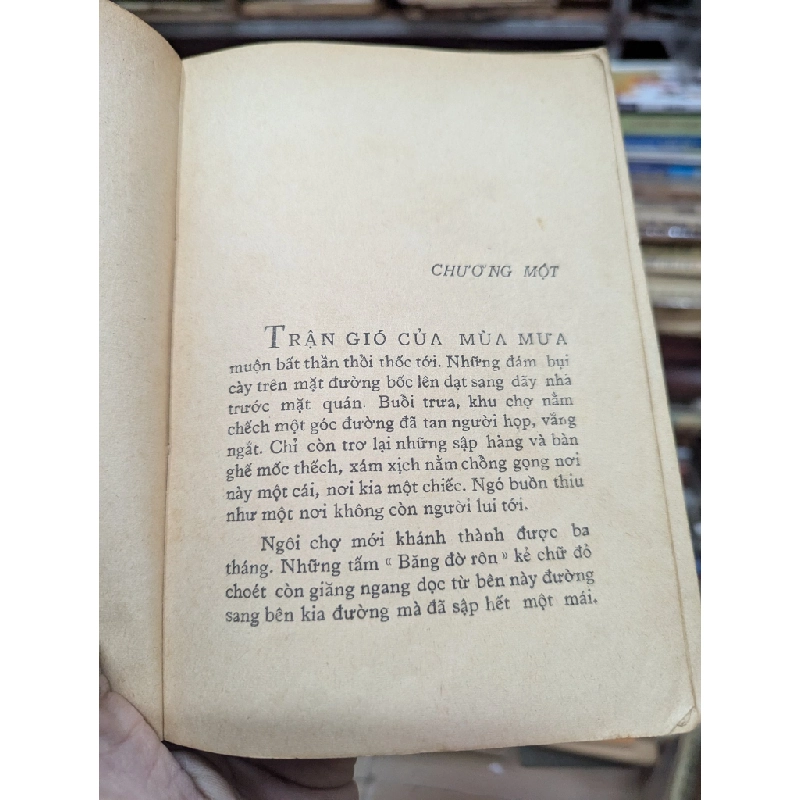 CHƯƠNG MỘT
TRẬN GIÓ CỦA MÙA MƯA
muộn bất thần thổi thốc tới. Những đám bụi
cày trên mặt đường bốc lên dạt sang dãy nhà
trước mặt quán. Buổi trưa, khu chợ nằm
chếch một góc đường đã tan người họp, vắng
ngắt. Chỉ còn trơ lại những sập hàng và bàn
ghế mốc thếch, xám xịch nằm chồng gọng nơi
này một cái, nơi kia một chiếc. Ngó buồn thiu
như một nơi không còn người lui tới.
Ngôi chợ mới khánh thành được ba
tháng. Những tấm « Băng đờ rôn » kẻ chữ đỏ
choét còn giăng ngang dọc từ bên này đường
sang bên kia đường mà đã sập hết một mái.